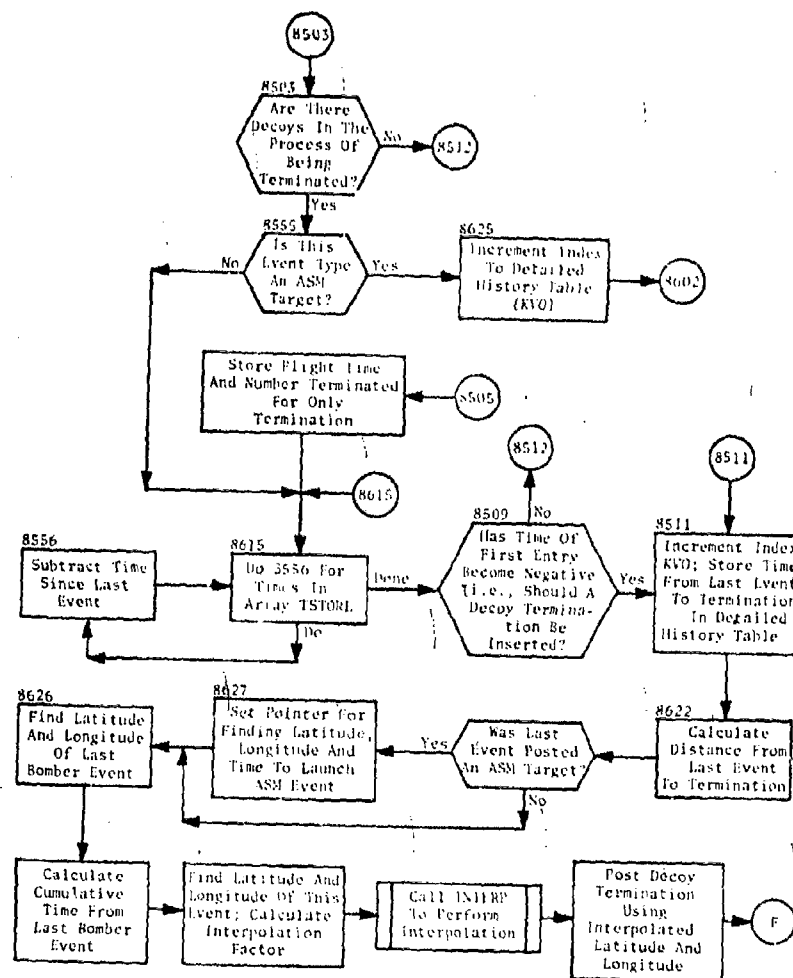 8503
8503
Are There
Decoys In The
Process Of
Being
Terminated?
No
8512
Yes
8555
Is This
Event Type
An ASM
Target?
No
Yes
8625
Increment Index
To Detailed
History Table
(KVO)
8602
Store Flight Time
And Number Terminated
For Only
Termination
8505
8615
8512
8511
8556
Subtract Time
Since Last
Event
8615
Do 8556 For
Times In
Array TSTORL
Done
Do
8509
No
Has Time Of
First Entry
Become Negative
(i.e., Should A
Decoy Termina-
tion Be
Inserted?
Yes
8511
Increment Index
KVO; Store Time
From Last Event
To Termination
In Detailed
History Table
8626
Find Latitude
And Longitude
Of Last
Bomber Event
8627
Set Pointer For
Finding Latitude,
Longitude And
Time To Launch
ASM Event
Yes
Was Last
Event Posted
An ASM Target?
No
8622
Calculate
Distance From
Last Event
To Termination
Calculate
Cumulative
Time From
Last Bomber
Event
Find Latitude And
Longitude Of This
Event; Calculate
Interpolation
Factor
Call INTERP
To Perform
Interpolation
Post Decoy
Termination
Using
Interpolated
Latitude And
Longitude
F